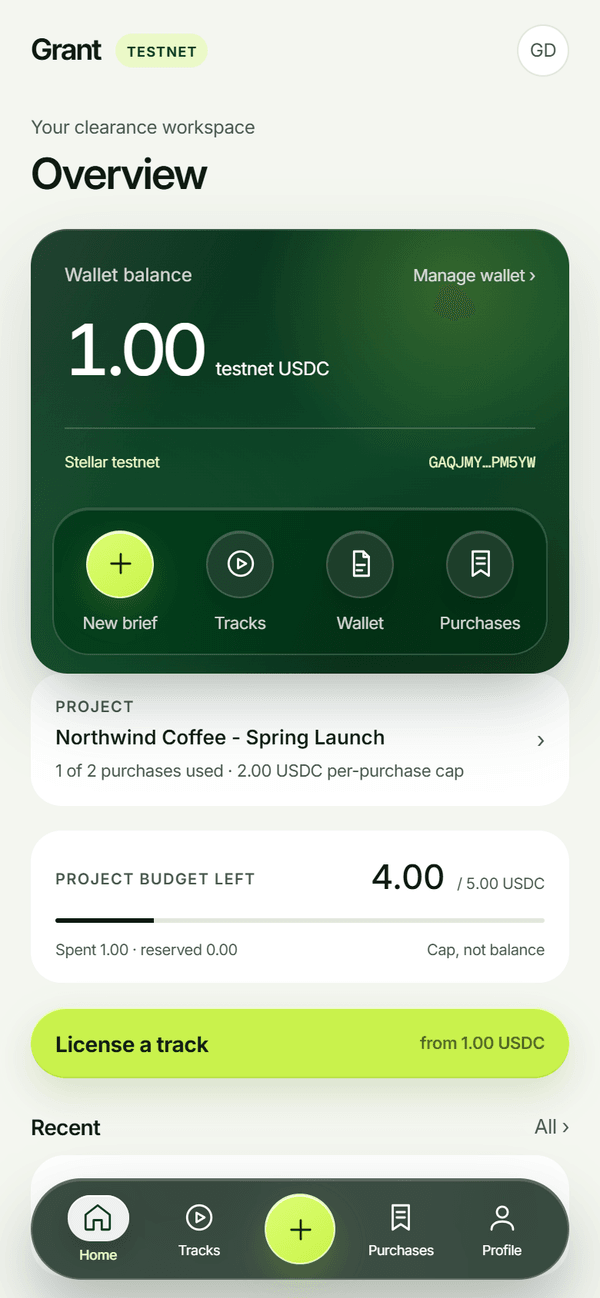 Grant TESTNET GD
Your clearance workspace
Overview
Wallet balance Manage wallet ›
1.00 testnet USDC
Stellar testnet GAQJMY…PM5YW
New brief Tracks Wallet Purchases
PROJECT
Northwind Coffee - Spring Launch ›
1 of 2 purchases used · 2.00 USDC per-purchase cap
PROJECT BUDGET LEFT 4.00 / 5.00 USDC
Spent 1.00 · reserved 0.00 Cap, not balance
License a track from 1.00 USDC
Recent All ›
Home Tracks Purchases Profile